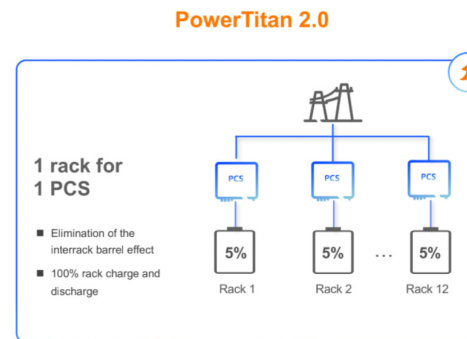 PowerTitan 2.0
1 rack for
1 PCS
■ Elimination of the
interrack barrel effect
■ 100% rack charge and
discharge
PCS PCS PCS
5% 5% ... 5%
Rack 1 Rack 2 Rack 12